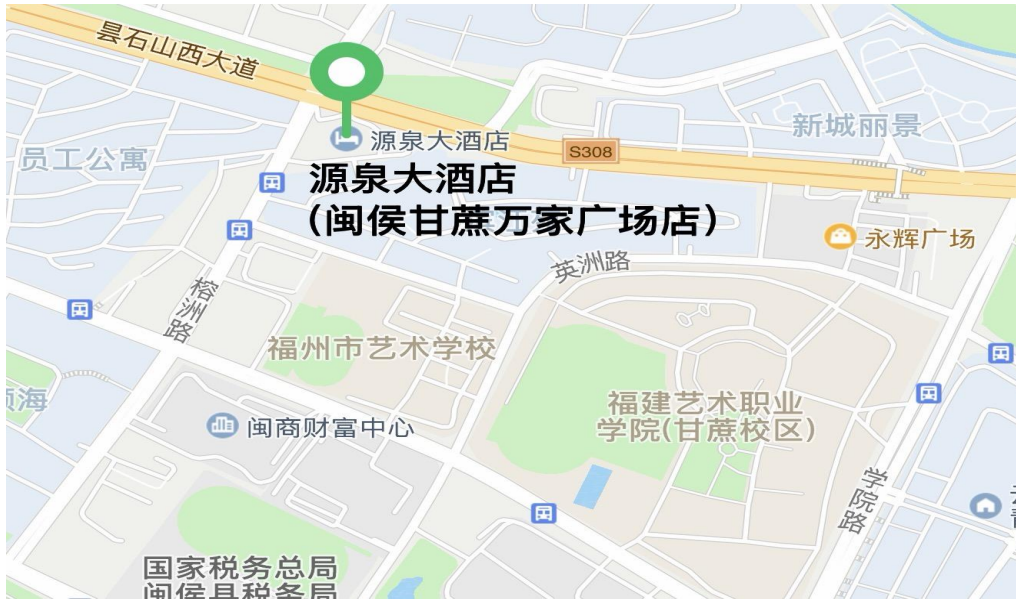 昙石山西大道
源泉大酒店
S308
新城丽景
员工公寓
源泉大酒店
(闽侯甘蔗万家广场店)
永辉广场
英洲路
榕洲路
福州市艺术学校
福建艺术职业
学院(甘蔗校区)
闽商财富中心
学院路
国家税务总局
闽侯县税务局